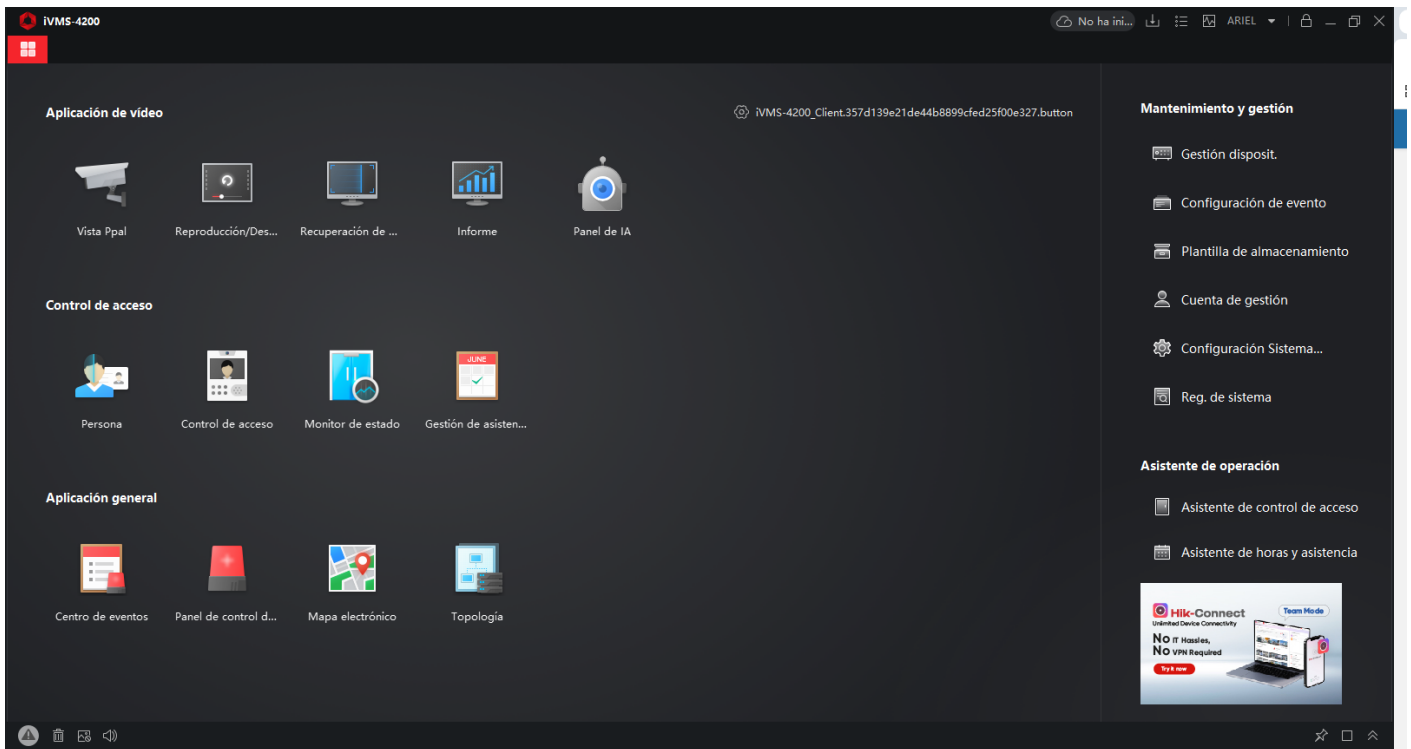 iVMS-4200
No ha ini...
ARIEL
Aplicación de vídeo
iVMS-4200_Client.357d139e21de44b8899cfed25f00e327.button
Vista Ppal
Reproducción/Des...
Recuperación de ...
Informe
Panel de IA
Control de acceso
JUNE
Persona
Control de acceso
Monitor de estado
Gestión de asisten...
Aplicación general
Centro de eventos
Panel de control d...
Mapa electrónico
Topología
Mantenimiento y gestión
Gestión disposit.
Configuración de evento
Plantilla de almacenamiento
Cuenta de gestión
Configuración Sistema...
Reg. de sistema
Asistente de operación
Asistente de control de acceso
Asistente de horas y asistencia
Hik-Connect
Team Mode
Unlimited Device Connectivity
No IT Hassles,
No VPN Required
Try it now